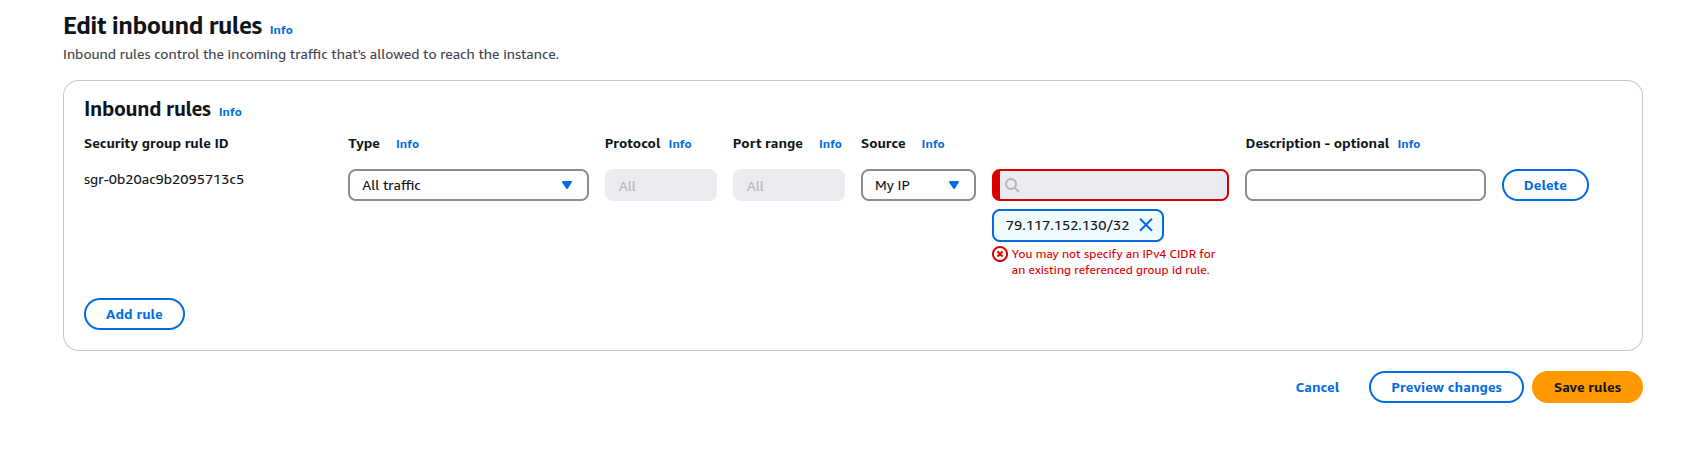 Edit inbound rules Info
Inbound rules control the incoming traffic that's allowed to reach the instance.
Inbound rules Info
Security group rule ID Type Info Protocol Info Port range Info Source Info Description - optional Info
sgr-0b20ac9b2095713c5 All traffic All All My IP Delete
79.117.152.130/32
You may not specify an IPv4 CIDR for
an existing referenced group id rule.
Add rule
Cancel Preview changes Save rules